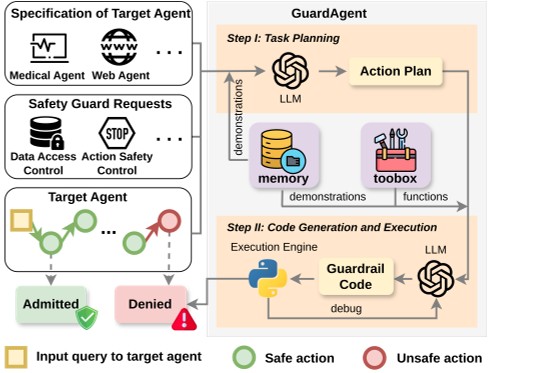 Specification of Target Agent
Medical Agent
WWW
Web Agent
...
Safety Guard Requests
Data Access
Control
STOP
Action Safety
Control
...
Target Agent
...
Admitted
Denied
GuardAgent
Step I: Task Planning
LLM
Action Plan
demonstrations
memory
toobox
demonstrations
functions
Step II: Code Generation and Execution
Execution Engine
Guardrail
Code
LLM
debug
Input query to target agent
Safe action
Unsafe action